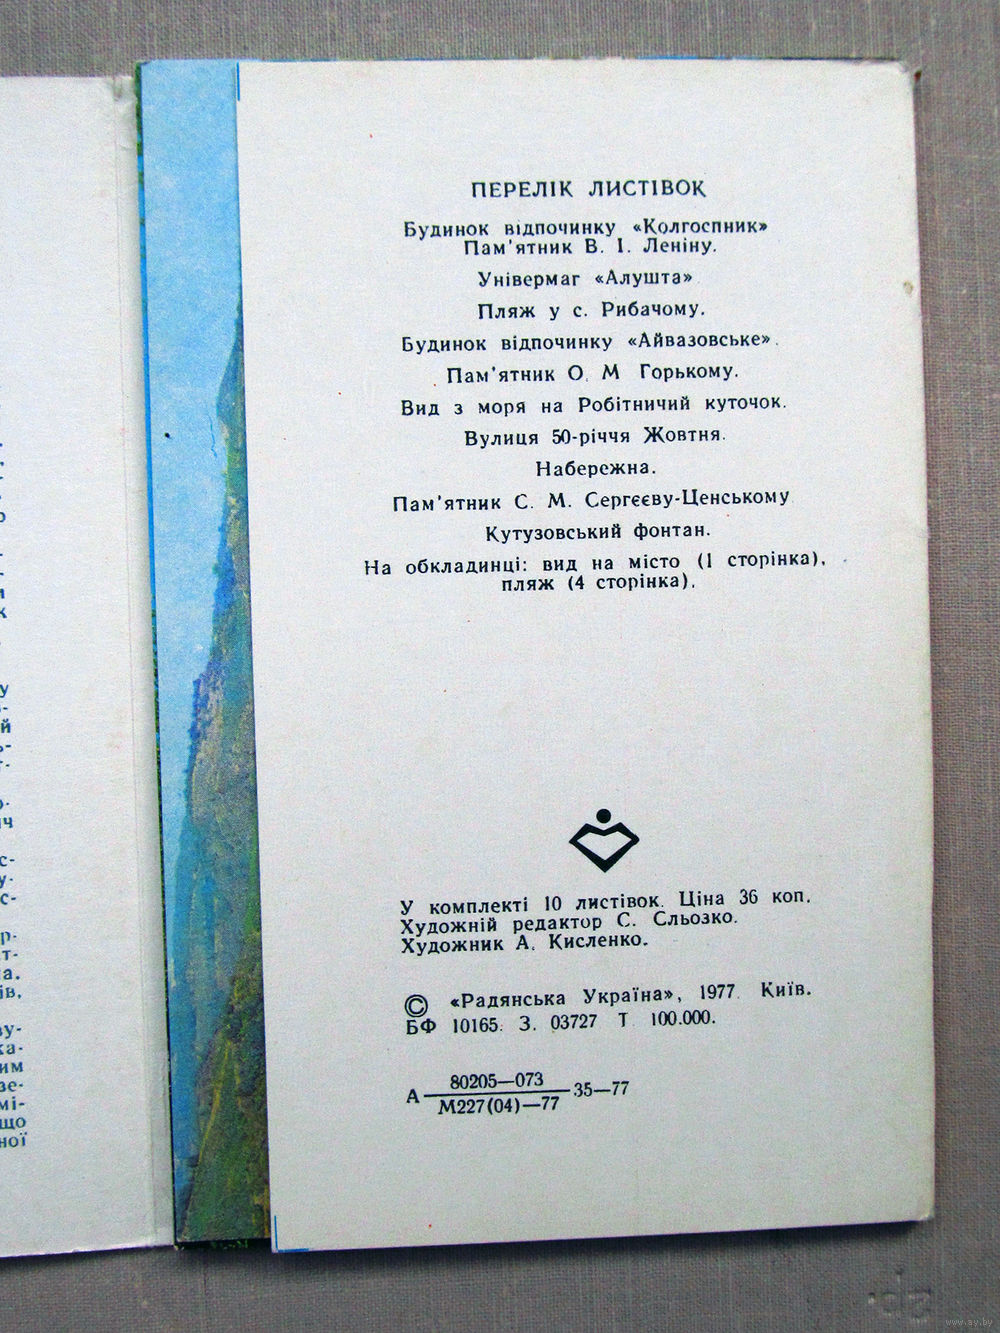 ПЕРЕЛІК ЛИСТІВОК
Будинок відпочинку «Колгоспник»
Пам'ятник В. І. Леніну.
Універмаг «Алушта»
Пляж у с. Рибачому.
Будинок відпочинку «Айвазовське».
Пам'ятник О. М Горькому.
Вид з моря на Робітничий куточок.
Вулиця 50-річчя Жовтня.
Набережна.
Пам'ятник С. М. Сергєєву-Ценському
Кутузовський фонтан.
На обкладинці: вид на місто (1 сторінка),
пляж (4 сторінка).
У комплекті 10 листівок. Ціна 36 коп.
Художній редактор С. Сльозко.
Художник А. Кисленко.
© «Радянська Україна», 1977. Київ.
БФ 10165. З. 03727 Т 100.000.
А 80205—073 35—77
М227(04)—77
www.ay.by